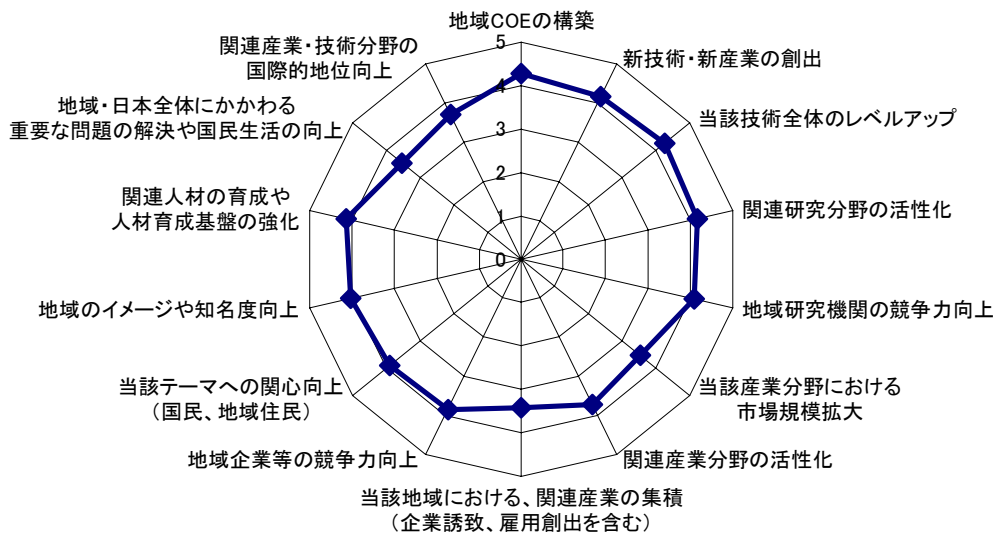 地域COEの構築
新技術・新産業の創出
当該技術全体のレベルアップ
関連研究分野の活性化
地域研究機関の競争力向上
当該産業分野における
市場規模拡大
関連産業分野の活性化
当該地域における、関連産業の集積
（企業誘致、雇用創出を含む）
地域企業等の競争力向上
当該テーマへの関心向上
（国民、地域住民）
地域のイメージや知名度向上
関連人材の育成や
人材育成基盤の強化
地域・日本全体にかかわる
重要な問題の解決や国民生活の向上
関連産業・技術分野の
国際的地位向上
5
4
3
2
1
0